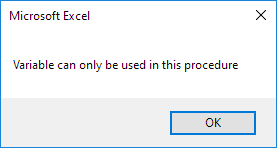 Microsoft Excel
Variable can only be used in this procedure
OK